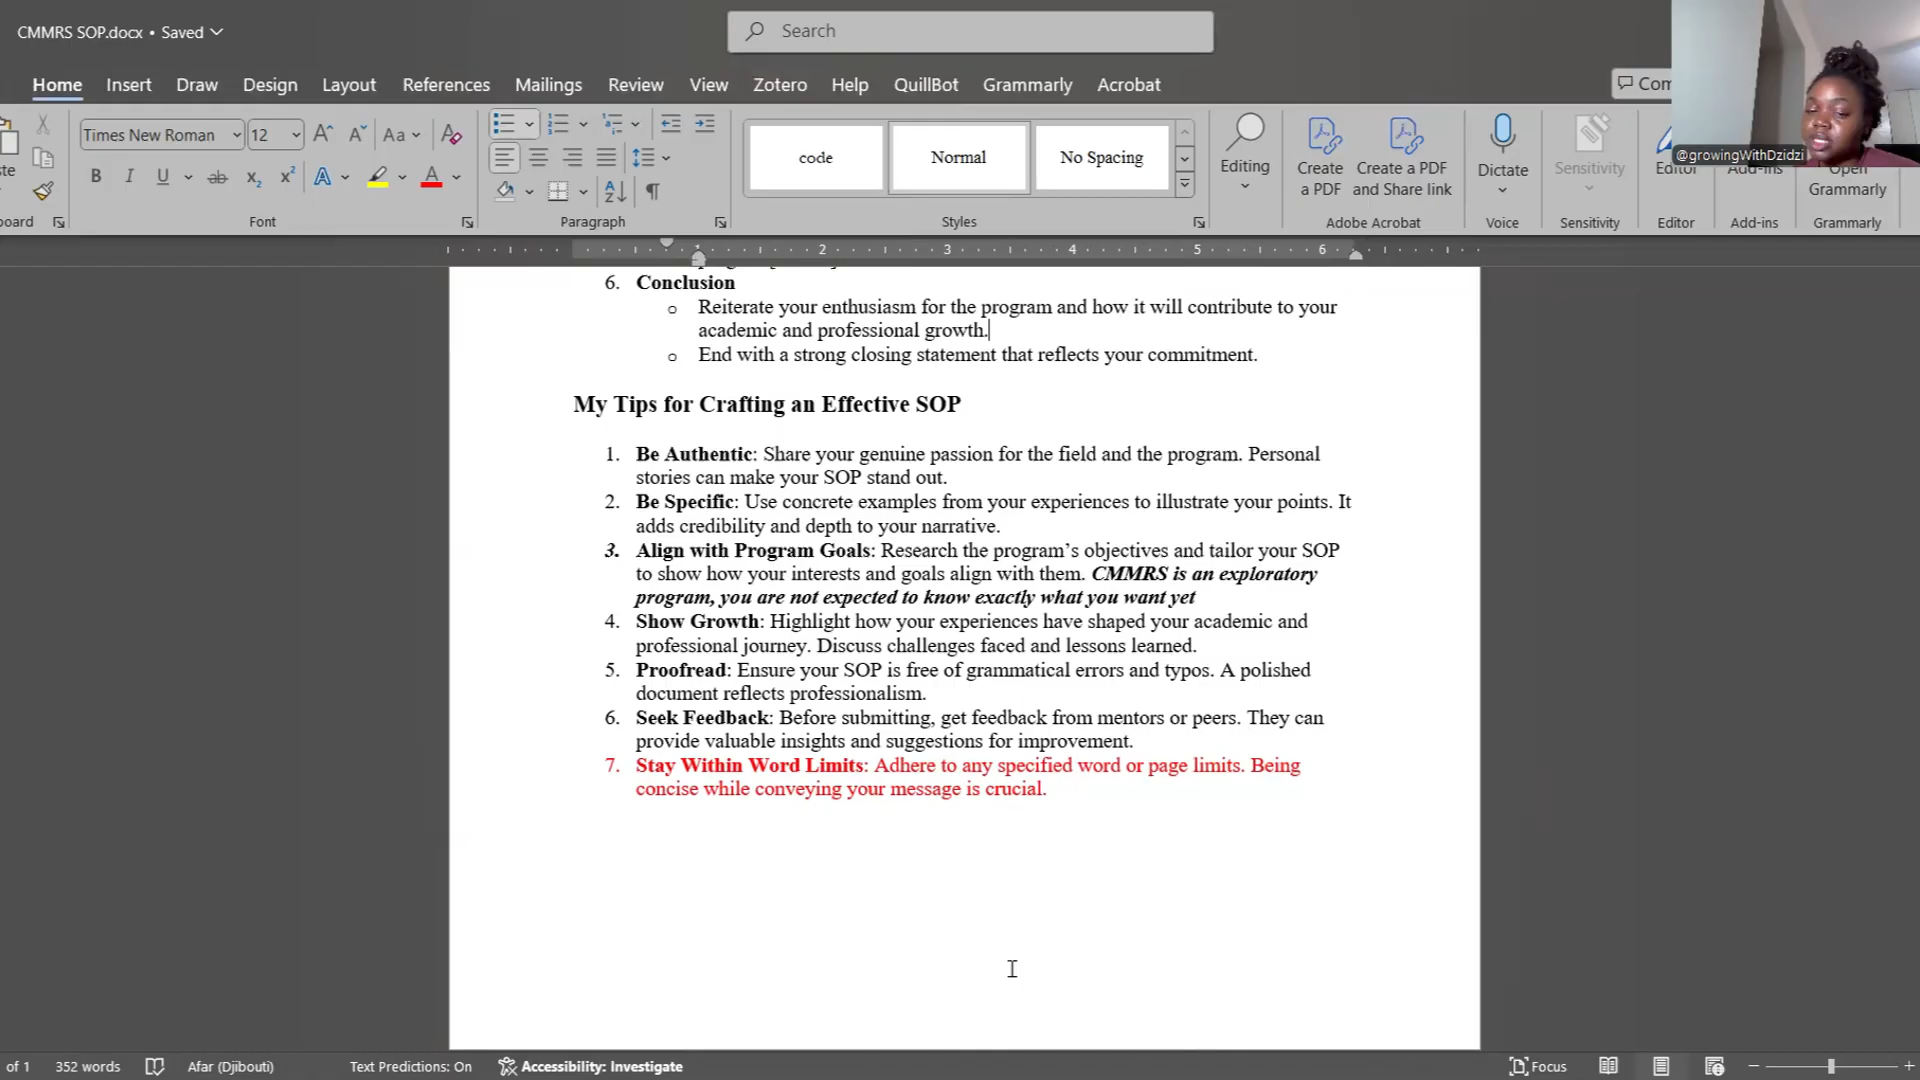 CMMRS SOP.docx • Saved
Search
Home Insert Draw Design Layout References Mailings Review View Zotero Help QuillBot Grammarly Acrobat
@growingWithDzidzi
Times New Roman 12 Aa
code Normal No Spacing
Editing
Create a PDF
Create a PDF and Share link
Dictate
Sensitivity
Editor
Add-ins
Open Grammarly
Font Paragraph Styles Adobe Acrobat Voice Sensitivity Editor Add-ins Grammarly
1 2 3 4 5 6
6. Conclusion
o Reiterate your enthusiasm for the program and how it will contribute to your
academic and professional growth.
o End with a strong closing statement that reflects your commitment.
My Tips for Crafting an Effective SOP
1. Be Authentic: Share your genuine passion for the field and the program. Personal
stories can make your SOP stand out.
2. Be Specific: Use concrete examples from your experiences to illustrate your points. It
adds credibility and depth to your narrative.
3. Align with Program Goals: Research the program’s objectives and tailor your SOP
to show how your interests and goals align with them. CMMRS is an exploratory
program, you are not expected to know exactly what you want yet
4. Show Growth: Highlight how your experiences have shaped your academic and
professional journey. Discuss challenges faced and lessons learned.
5. Proofread: Ensure your SOP is free of grammatical errors and typos. A polished
document reflects professionalism.
6. Seek Feedback: Before submitting, get feedback from mentors or peers. They can
provide valuable insights and suggestions for improvement.
7. Stay Within Word Limits: Adhere to any specified word or page limits. Being
concise while conveying your message is crucial.
of 1 352 words Afar (Djibouti) Text Predictions: On Accessibility: Investigate Focus